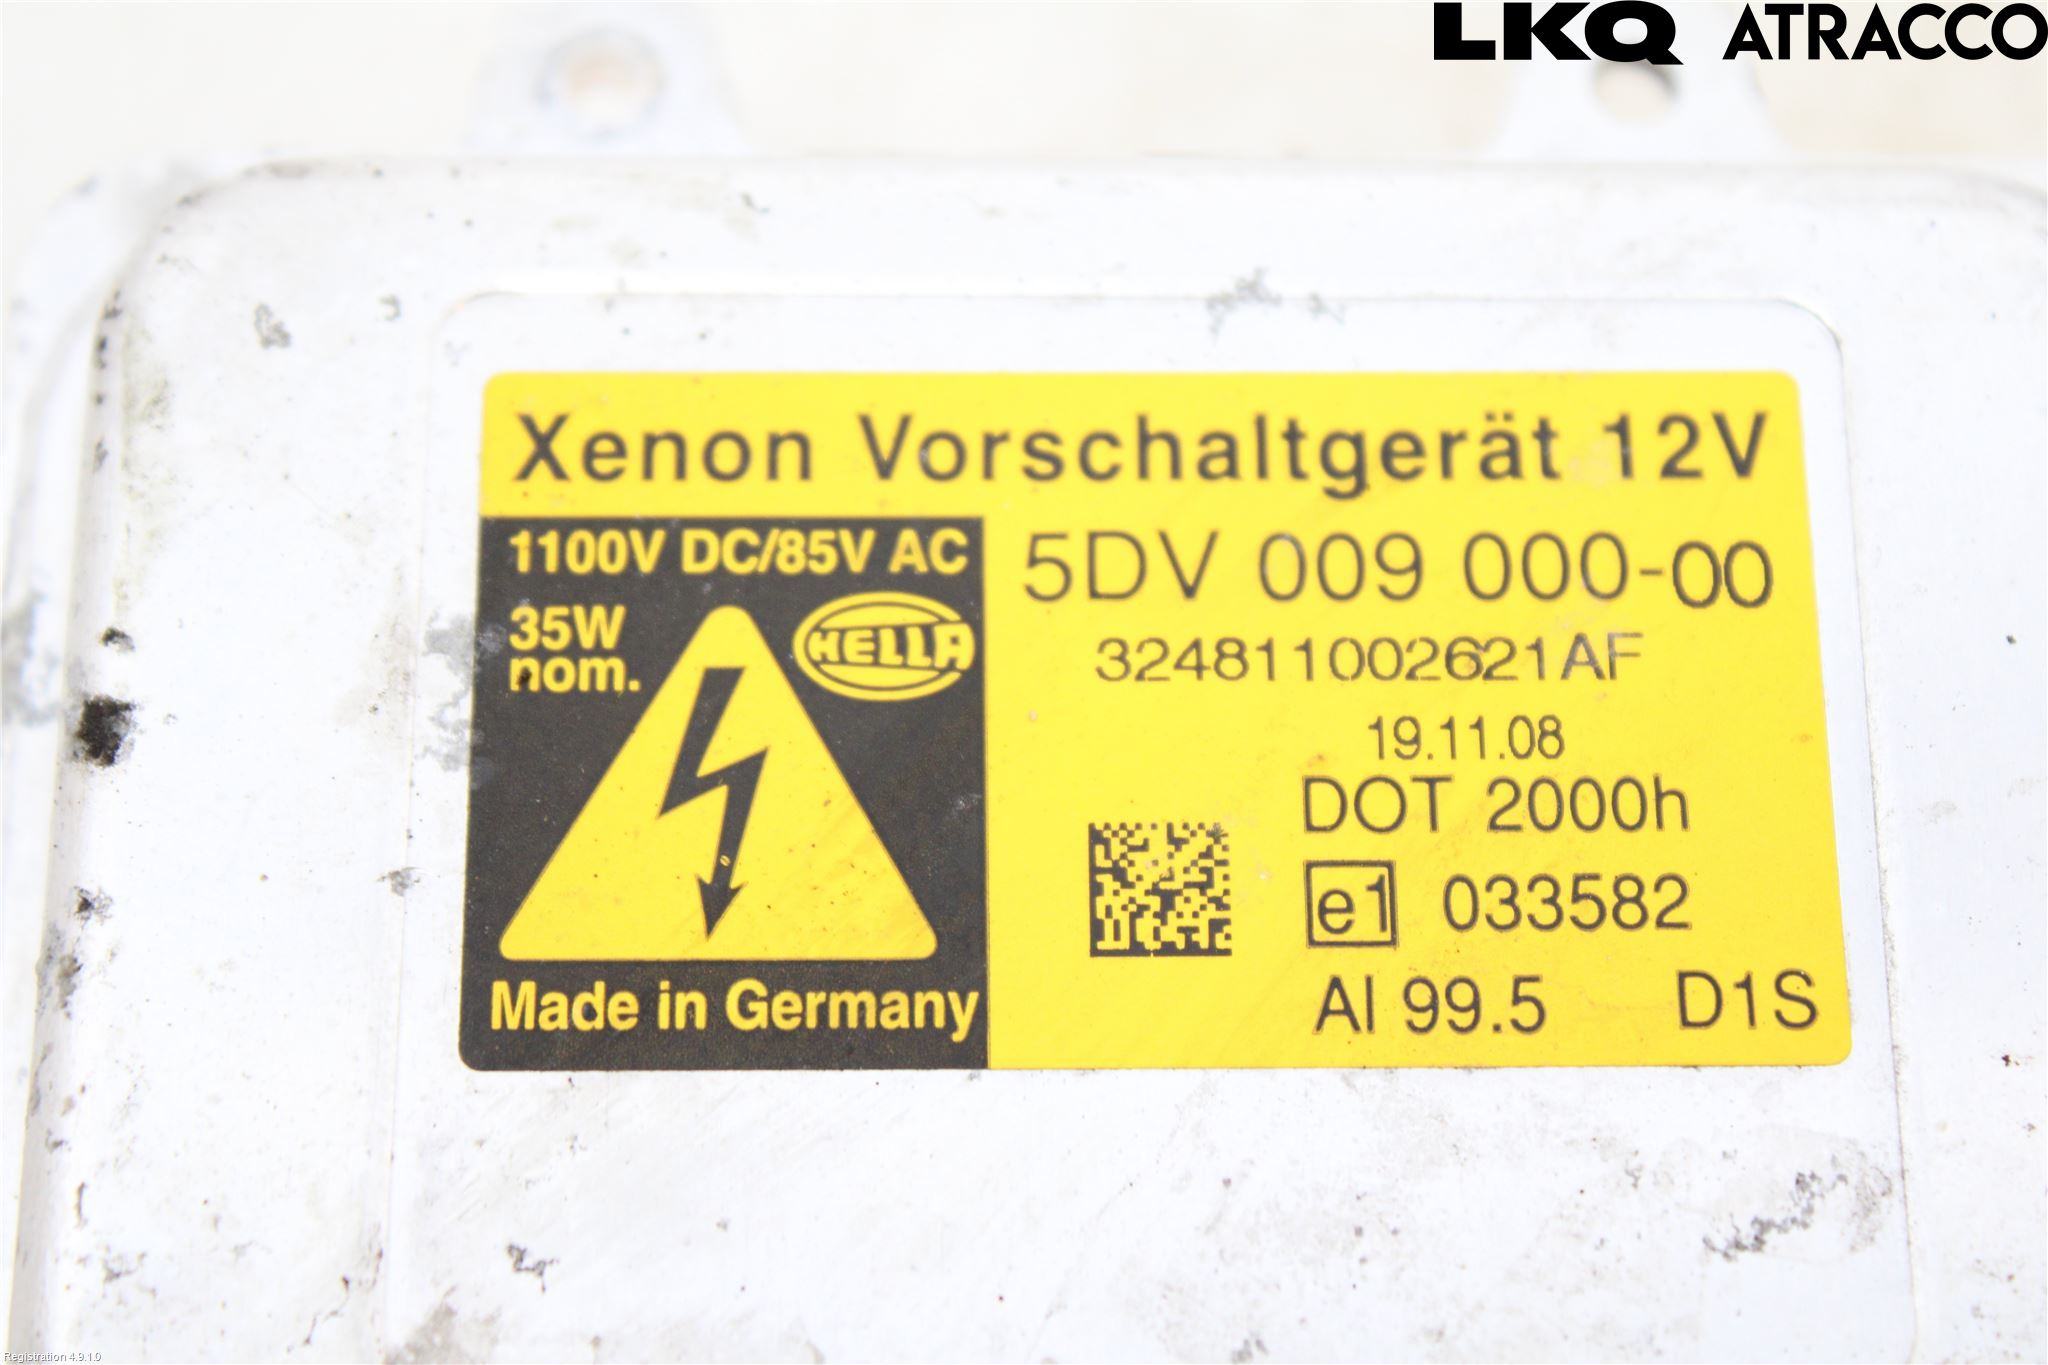 LKQ ATRACCO
Xenon Vorschaltgerät 12V
1100V DC/85V AC
35W
nom.
HELLA
Made in Germany
5DV 009 000-00
324811002621AF
19.11.08
DOT 2000h
e1 033582
Al 99.5 D1S
Registration 4.9.1.0